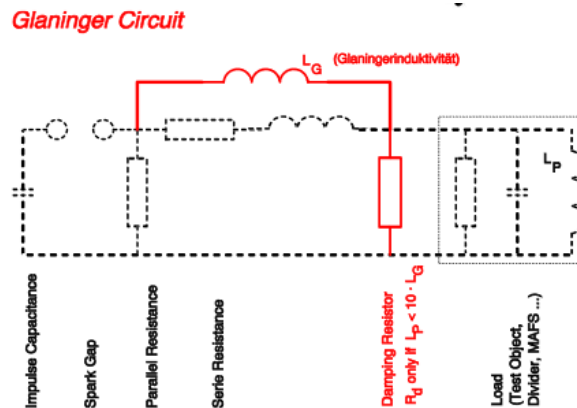 Glaninger Circuit
L_G (Glaningerinduktivität)
L_P
Impulse Capacitance
Spark Gap
Parallel Resistance
Serie Resistance
Damping Resistor
R_d only if L_P < 10 · L_G
Load
(Test Object,
Divider, MAFS ...)